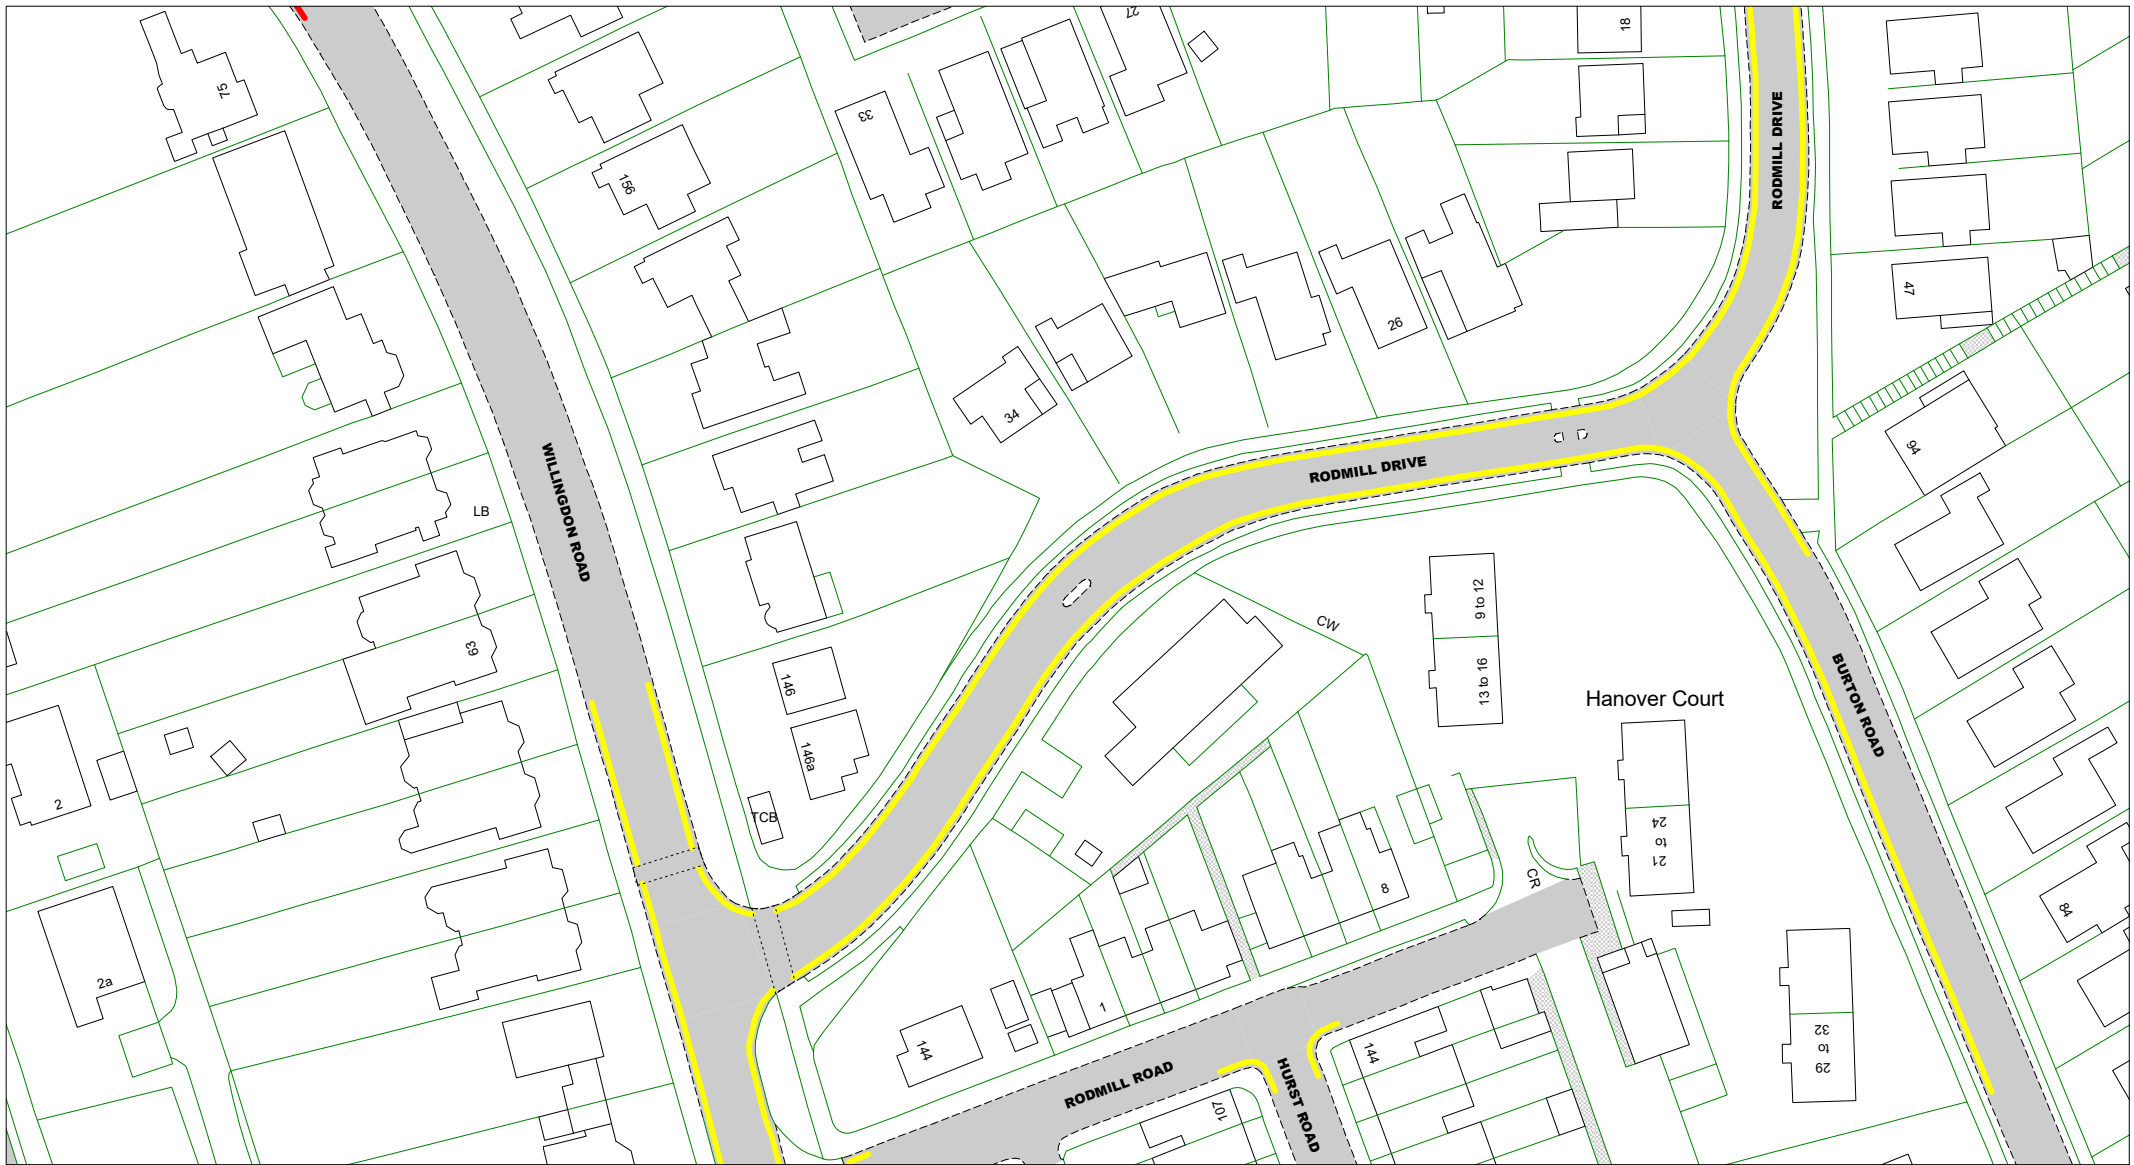 27
18
75
33
RODMILL DRIVE
156
47
26
34
94
RODMILL DRIVE
WILLINGDON ROAD
LB
9 to 12
CW
63
13 to 16
146
Hanover Court
BURTON ROAD
146a
2
TCB
21 to 24
CR
8
84
2a
1
144
144
29 to 32
RODMILL ROAD
HURST ROAD
107